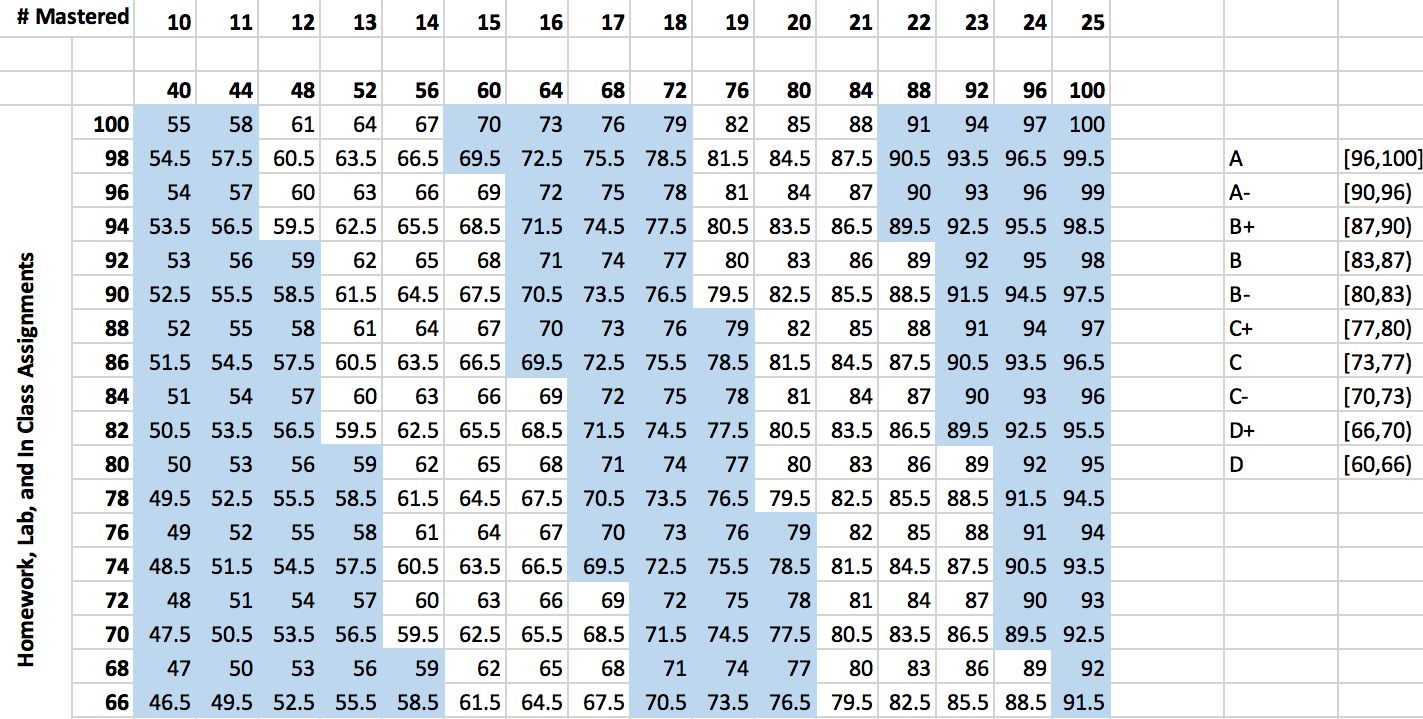 # Mastered 10 11 12 13 14 15 16 17 18 19 20 21 22 23 24 25
40 44 48 52 56 60 64 68 72 76 80 84 88 92 96 100
Homework, Lab, and In Class Assignments
100 55 58 61 64 67 70 73 76 79 82 85 88 91 94 97 100
98 54.5 57.5 60.5 63.5 66.5 69.5 72.5 75.5 78.5 81.5 84.5 87.5 90.5 93.5 96.5 99.5 A [96,100]
96 54 57 60 63 66 69 72 75 78 81 84 87 90 93 96 99 A- [90,96)
94 53.5 56.5 59.5 62.5 65.5 68.5 71.5 74.5 77.5 80.5 83.5 86.5 89.5 92.5 95.5 98.5 B+ [87,90)
92 53 56 59 62 65 68 71 74 77 80 83 86 89 92 95 98 B [83,87)
90 52.5 55.5 58.5 61.5 64.5 67.5 70.5 73.5 76.5 79.5 82.5 85.5 88.5 91.5 94.5 97.5 B- [80,83)
88 52 55 58 61 64 67 70 73 76 79 82 85 88 91 94 97 C+ [77,80)
86 51.5 54.5 57.5 60.5 63.5 66.5 69.5 72.5 75.5 78.5 81.5 84.5 87.5 90.5 93.5 96.5 C [73,77)
84 51 54 57 60 63 66 69 72 75 78 81 84 87 90 93 96 C- [70,73)
82 50.5 53.5 56.5 59.5 62.5 65.5 68.5 71.5 74.5 77.5 80.5 83.5 86.5 89.5 92.5 95.5 D+ [66,70)
80 50 53 56 59 62 65 68 71 74 77 80 83 86 89 92 95 D [60,66)
78 49.5 52.5 55.5 58.5 61.5 64.5 67.5 70.5 73.5 76.5 79.5 82.5 85.5 88.5 91.5 94.5
76 49 52 55 58 61 64 67 70 73 76 79 82 85 88 91 94
74 48.5 51.5 54.5 57.5 60.5 63.5 66.5 69.5 72.5 75.5 78.5 81.5 84.5 87.5 90.5 93.5
72 48 51 54 57 60 63 66 69 72 75 78 81 84 87 90 93
70 47.5 50.5 53.5 56.5 59.5 62.5 65.5 68.5 71.5 74.5 77.5 80.5 83.5 86.5 89.5 92.5
68 47 50 53 56 59 62 65 68 71 74 77 80 83 86 89 92
66 46.5 49.5 52.5 55.5 58.5 61.5 64.5 67.5 70.5 73.5 76.5 79.5 82.5 85.5 88.5 91.5